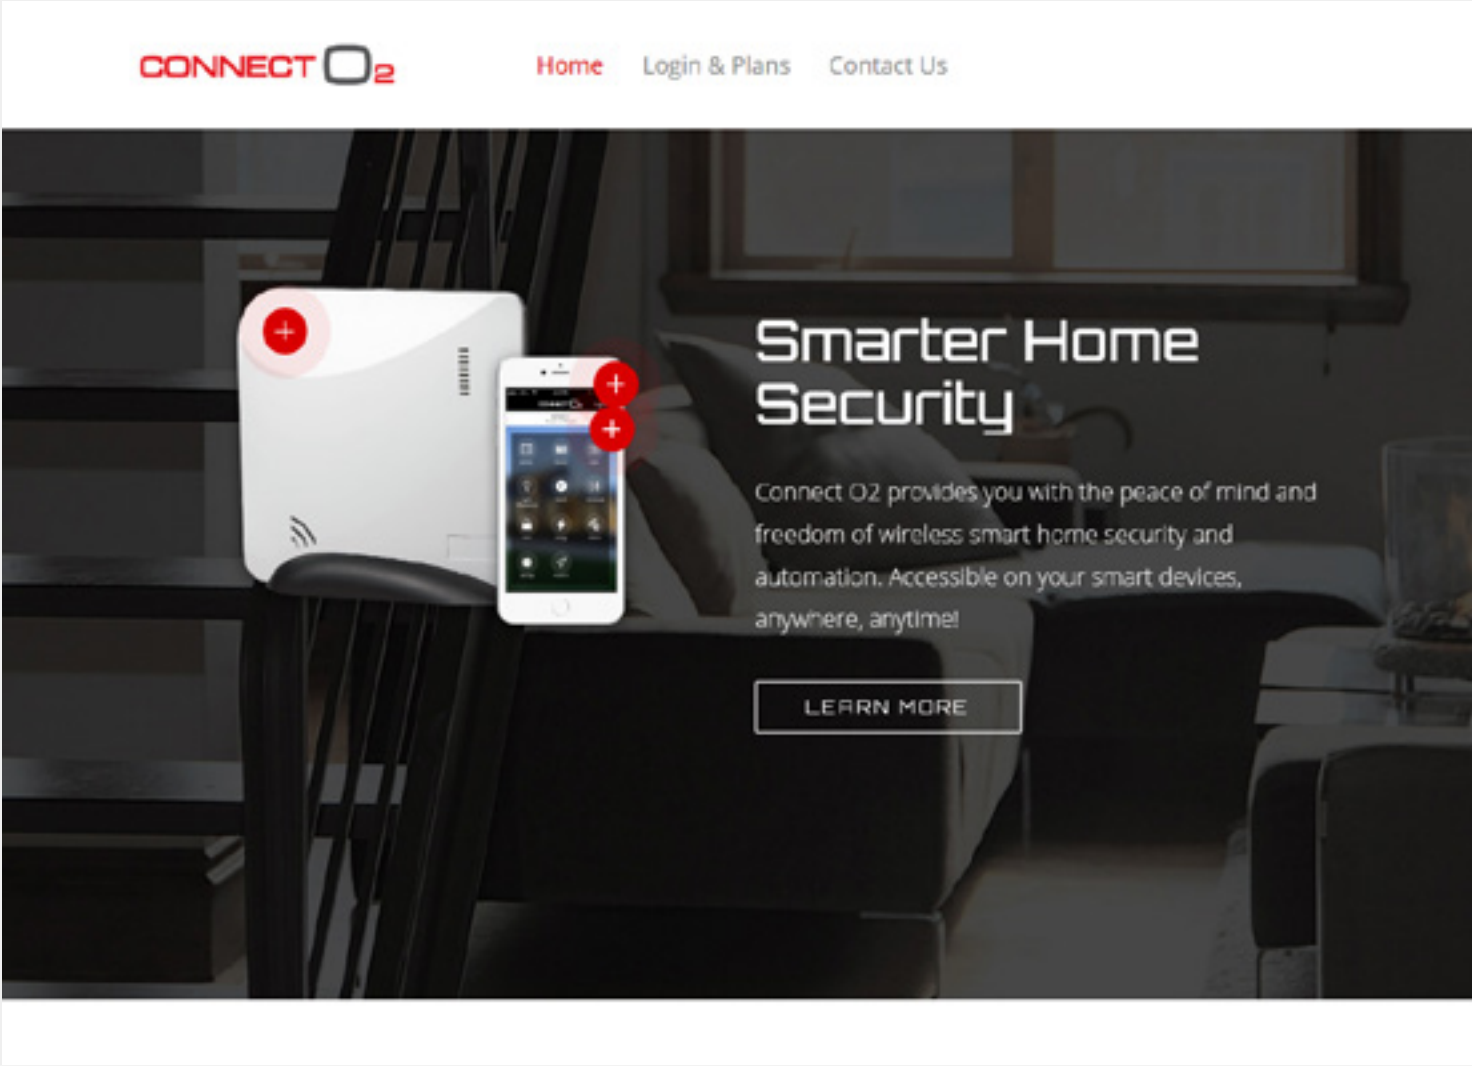 CONNECT O2
Home Login & Plans Contact Us
Smarter Home
Security
Connect O2 provides you with the peace of mind and
freedom of wireless smart home security and
automation. Accessible on your smart devices,
anywhere, anytime!
LEARN MORE